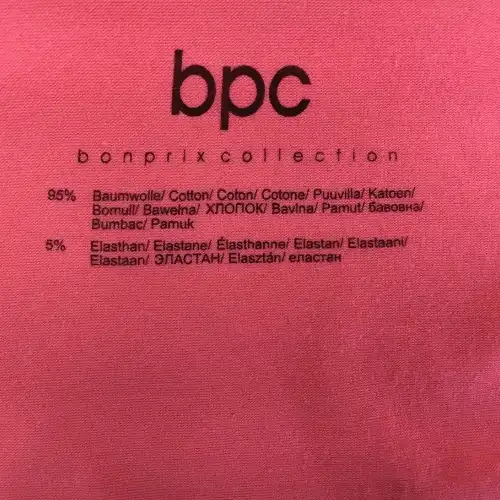 bpc
bonprix collection
95% Baumwolle/ Cotton/ Coton/ Cotone/ Puuvilla/ Katoen/
Bomull/ Bawełna/ ХЛОПОК/ Bavlna/ Pamut/ бавовна/
Bumbac/ Pamuk
5% Elasthan/ Elastane/ Élasthanne/ Elastan/ Elastaani/
Elastaan/ ЭЛАСТАН/ Elasztán/ еластан